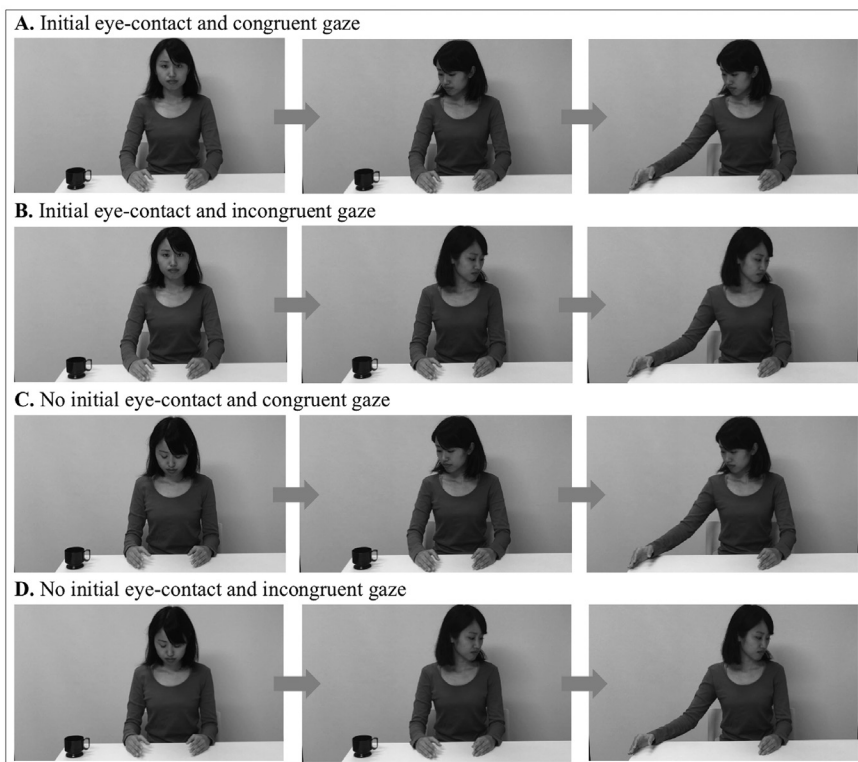 A. Initial eye-contact and congruent gaze
B. Initial eye-contact and incongruent gaze
C. No initial eye-contact and congruent gaze
D. No initial eye-contact and incongruent gaze